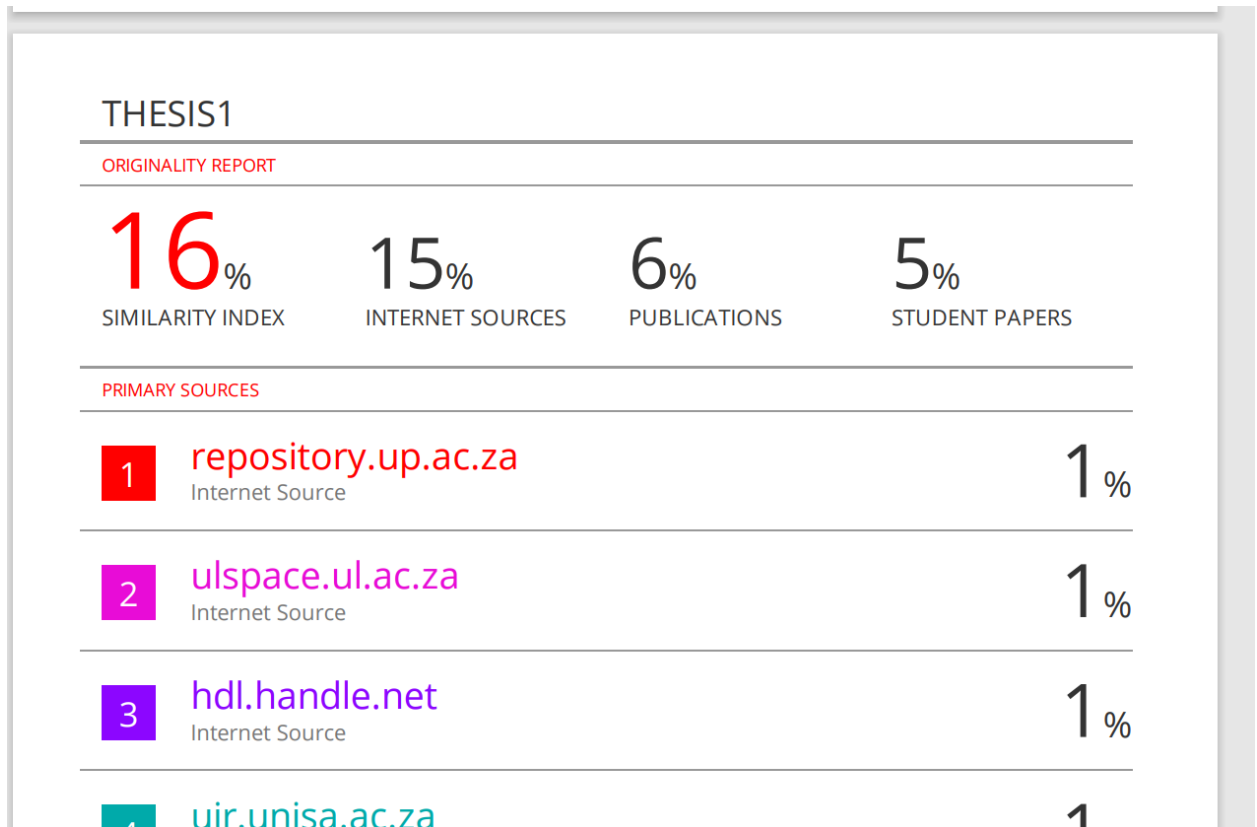 THESIS1
ORIGINALITY REPORT
16% 15% 6% 5%
SIMILARITY INDEX INTERNET SOURCES PUBLICATIONS STUDENT PAPERS
PRIMARY SOURCES
1 repository.up.ac.za 1%
Internet Source
2 ulspace.ul.ac.za 1%
Internet Source
3 hdl.handle.net 1%
Internet Source
uir.unisa.ac.za